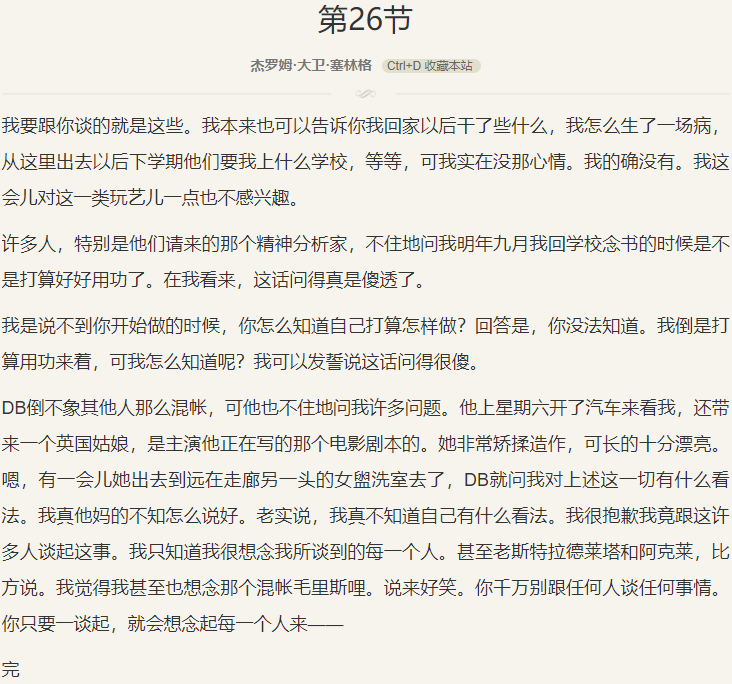 第26节
杰罗姆·大卫·塞林格 Ctrl+D 收藏本站
我要跟你谈的就是这些。我本来也可以告诉你我回家以后干了些什么，我怎么生了一场病，
从这里出去以后下学期他们要我上什么学校，等等，可我实在没那心情。我的确没有。我这
会儿对这一类玩艺儿一点也不感兴趣。
许多人，特别是他们请来的那个精神分析家，不住地问我明年九月我回学校念书的时候是不
是打算好好用功了。在我看来，这话问得真是傻透了。
我是说不到你开始做的时候，你怎么知道自己打算怎样做？回答是，你没法知道。我倒是打
算用功来着，可我怎么知道呢？我可以发誓说这话问得很傻。
DB倒不象其他人那么混帐，可他也不住地问我许多问题。他上星期六开了汽车来看我，还带
来一个英国姑娘，是主演他正在写的那个电影剧本的。她非常矫揉造作，可长的十分漂亮。
嗯，有一会儿她出去到远在走廊另一头的女盥洗室去了，DB就问我对上述这一切有什么看
法。我真他妈的不知怎么说好。老实说，我真不知道自己有什么看法。我很抱歉我竟跟这许
多人谈起这事。我只知道我很想念我所谈到的每一个人。甚至老斯特拉德莱塔和阿克莱，比
方说。我觉得我甚至也想念那个混帐毛里斯哩。说来好笑。你千万别跟任何人谈任何事情。
你只要一谈起，就会想念起每一个人来——
完